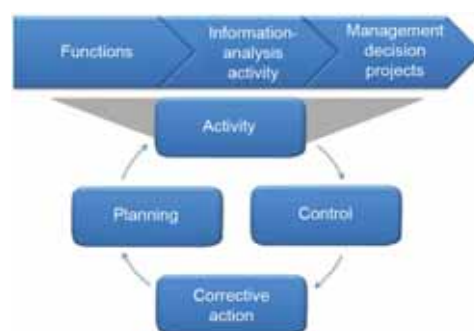 Functions
Information-
analysis
activity
Management
decision
projects
Activity
Planning
Control
Corrective
action